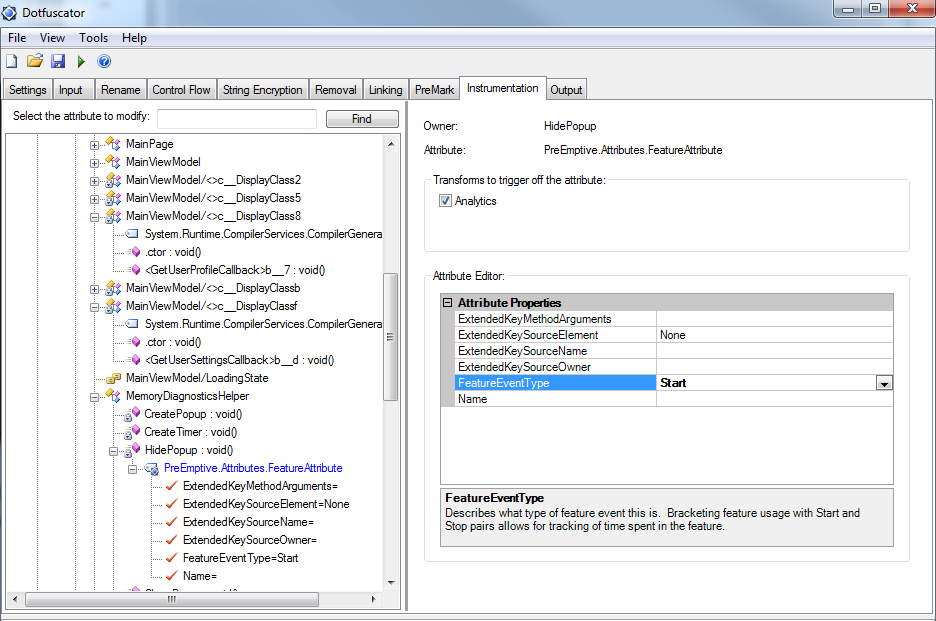 Dotfuscator
File View Tools Help
Settings Input Rename Control Flow String Encryption Removal Linking PreMark Instrumentation Output
Select the attribute to modify:
Find
MainPage
MainViewModel
MainViewModel/<>c__DisplayClass2
MainViewModel/<>c__DisplayClass5
MainViewModel/<>c__DisplayClass8
System.Runtime.CompilerServices.CompilerGenera
.ctor : void()
<GetUserProfileCallback>b__7 : void()
MainViewModel/<>c__DisplayClassb
MainViewModel/<>c__DisplayClassf
System.Runtime.CompilerServices.CompilerGenera
.ctor : void()
<GetUserSettingsCallback>b__d : void()
MainViewModel/LoadingState
MemoryDiagnosticsHelper
CreatePopup : void()
CreateTimer : void()
HidePopup : void()
PreEmptive.Attributes.FeatureAttribute
ExtendedKeyMethodArguments=
ExtendedKeySourceElement=None
ExtendedKeySourceName=
ExtendedKeySourceOwner=
FeatureEventType=Start
Name=
Owner: HidePopup
Attribute: PreEmptive.Attributes.FeatureAttribute
Transforms to trigger off the attribute:
Analytics
Attribute Editor:
Attribute Properties
ExtendedKeyMethodArguments
ExtendedKeySourceElement None
ExtendedKeySourceName
ExtendedKeySourceOwner
FeatureEventType Start
Name
FeatureEventType
Describes what type of feature event this is. Bracketing feature usage with Start and
Stop pairs allows for tracking of time spent in the feature.